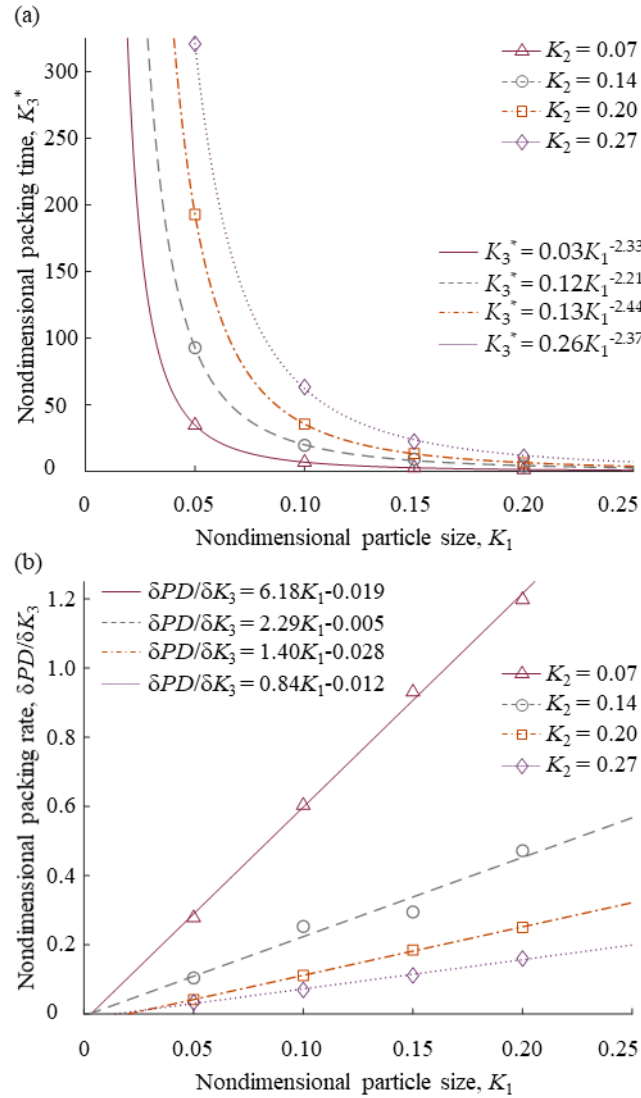 (a)
Nondimensional packing time, K₃*
300
250
200
150
100
50
0
K₂ = 0.07
K₂ = 0.14
K₂ = 0.20
K₂ = 0.27
K₃* = 0.03K₁⁻²·³³
K₃* = 0.12K₁⁻²·²¹
K₃* = 0.13K₁⁻²·⁴⁴
K₃* = 0.26K₁⁻²·³⁷
0 0.05 0.10 0.15 0.20 0.25
Nondimensional particle size, K₁
(b)
Nondimensional packing rate, δPD/δK₃
1.2
1.0
0.8
0.6
0.4
0.2
0
δPD/δK₃ = 6.18K₁-0.019
δPD/δK₃ = 2.29K₁-0.005
δPD/δK₃ = 1.40K₁-0.028
δPD/δK₃ = 0.84K₁-0.012
K₂ = 0.07
K₂ = 0.14
K₂ = 0.20
K₂ = 0.27
0 0.05 0.10 0.15 0.20 0.25
Nondimensional particle size, K₁